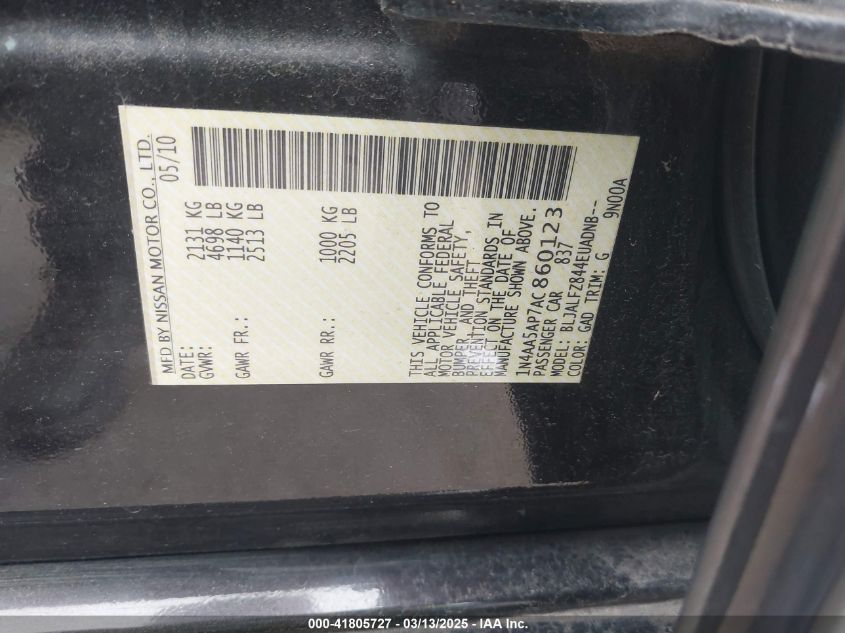 MFD BY NISSAN MOTOR CO., LTD.
DATE: 05/10
GVWR: 2131 KG
4698 LB
GAWR FR.: 1140 KG
2513 LB
GAWR RR.: 1000 KG
2205 LB
THIS VEHICLE CONFORMS TO
ALL APPLICABLE FEDERAL
MOTOR VEHICLE SAFETY,
BUMPER, AND THEFT
PREVENTION STANDARDS IN
EFFECT ON THE DATE OF
MANUFACTURE SHOWN ABOVE.
1N4AA5AP7AC860123
PASSENGER CAR 837
MODEL: BLJALFZ844EUADNB--
COLOR: GAD TRIM: G
9N00A
000-41805727 - 03/13/2025 - IAA Inc.